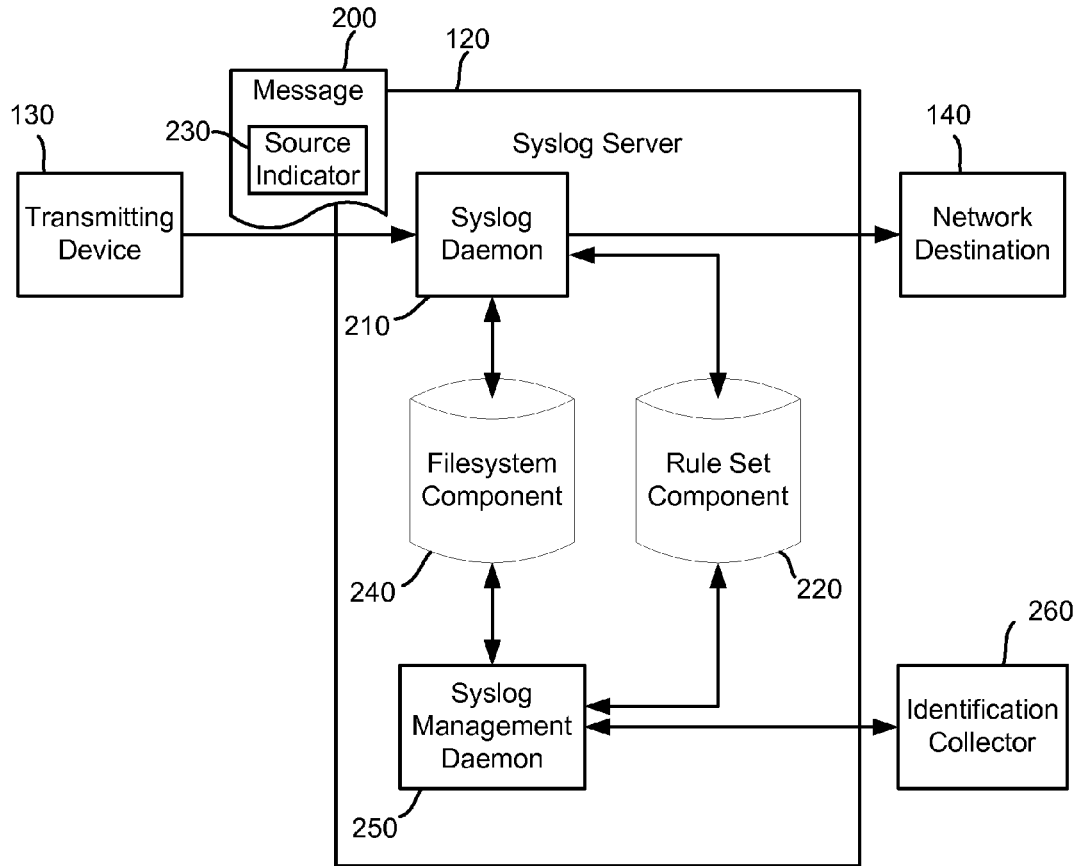 200
120
Message
130
230
Source
Indicator
Syslog Server
140
Transmitting
Device
Syslog
Daemon
Network
Destination
210
Filesystem
Component
Rule Set
Component
240
220
260
Syslog
Management
Daemon
Identification
Collector
250